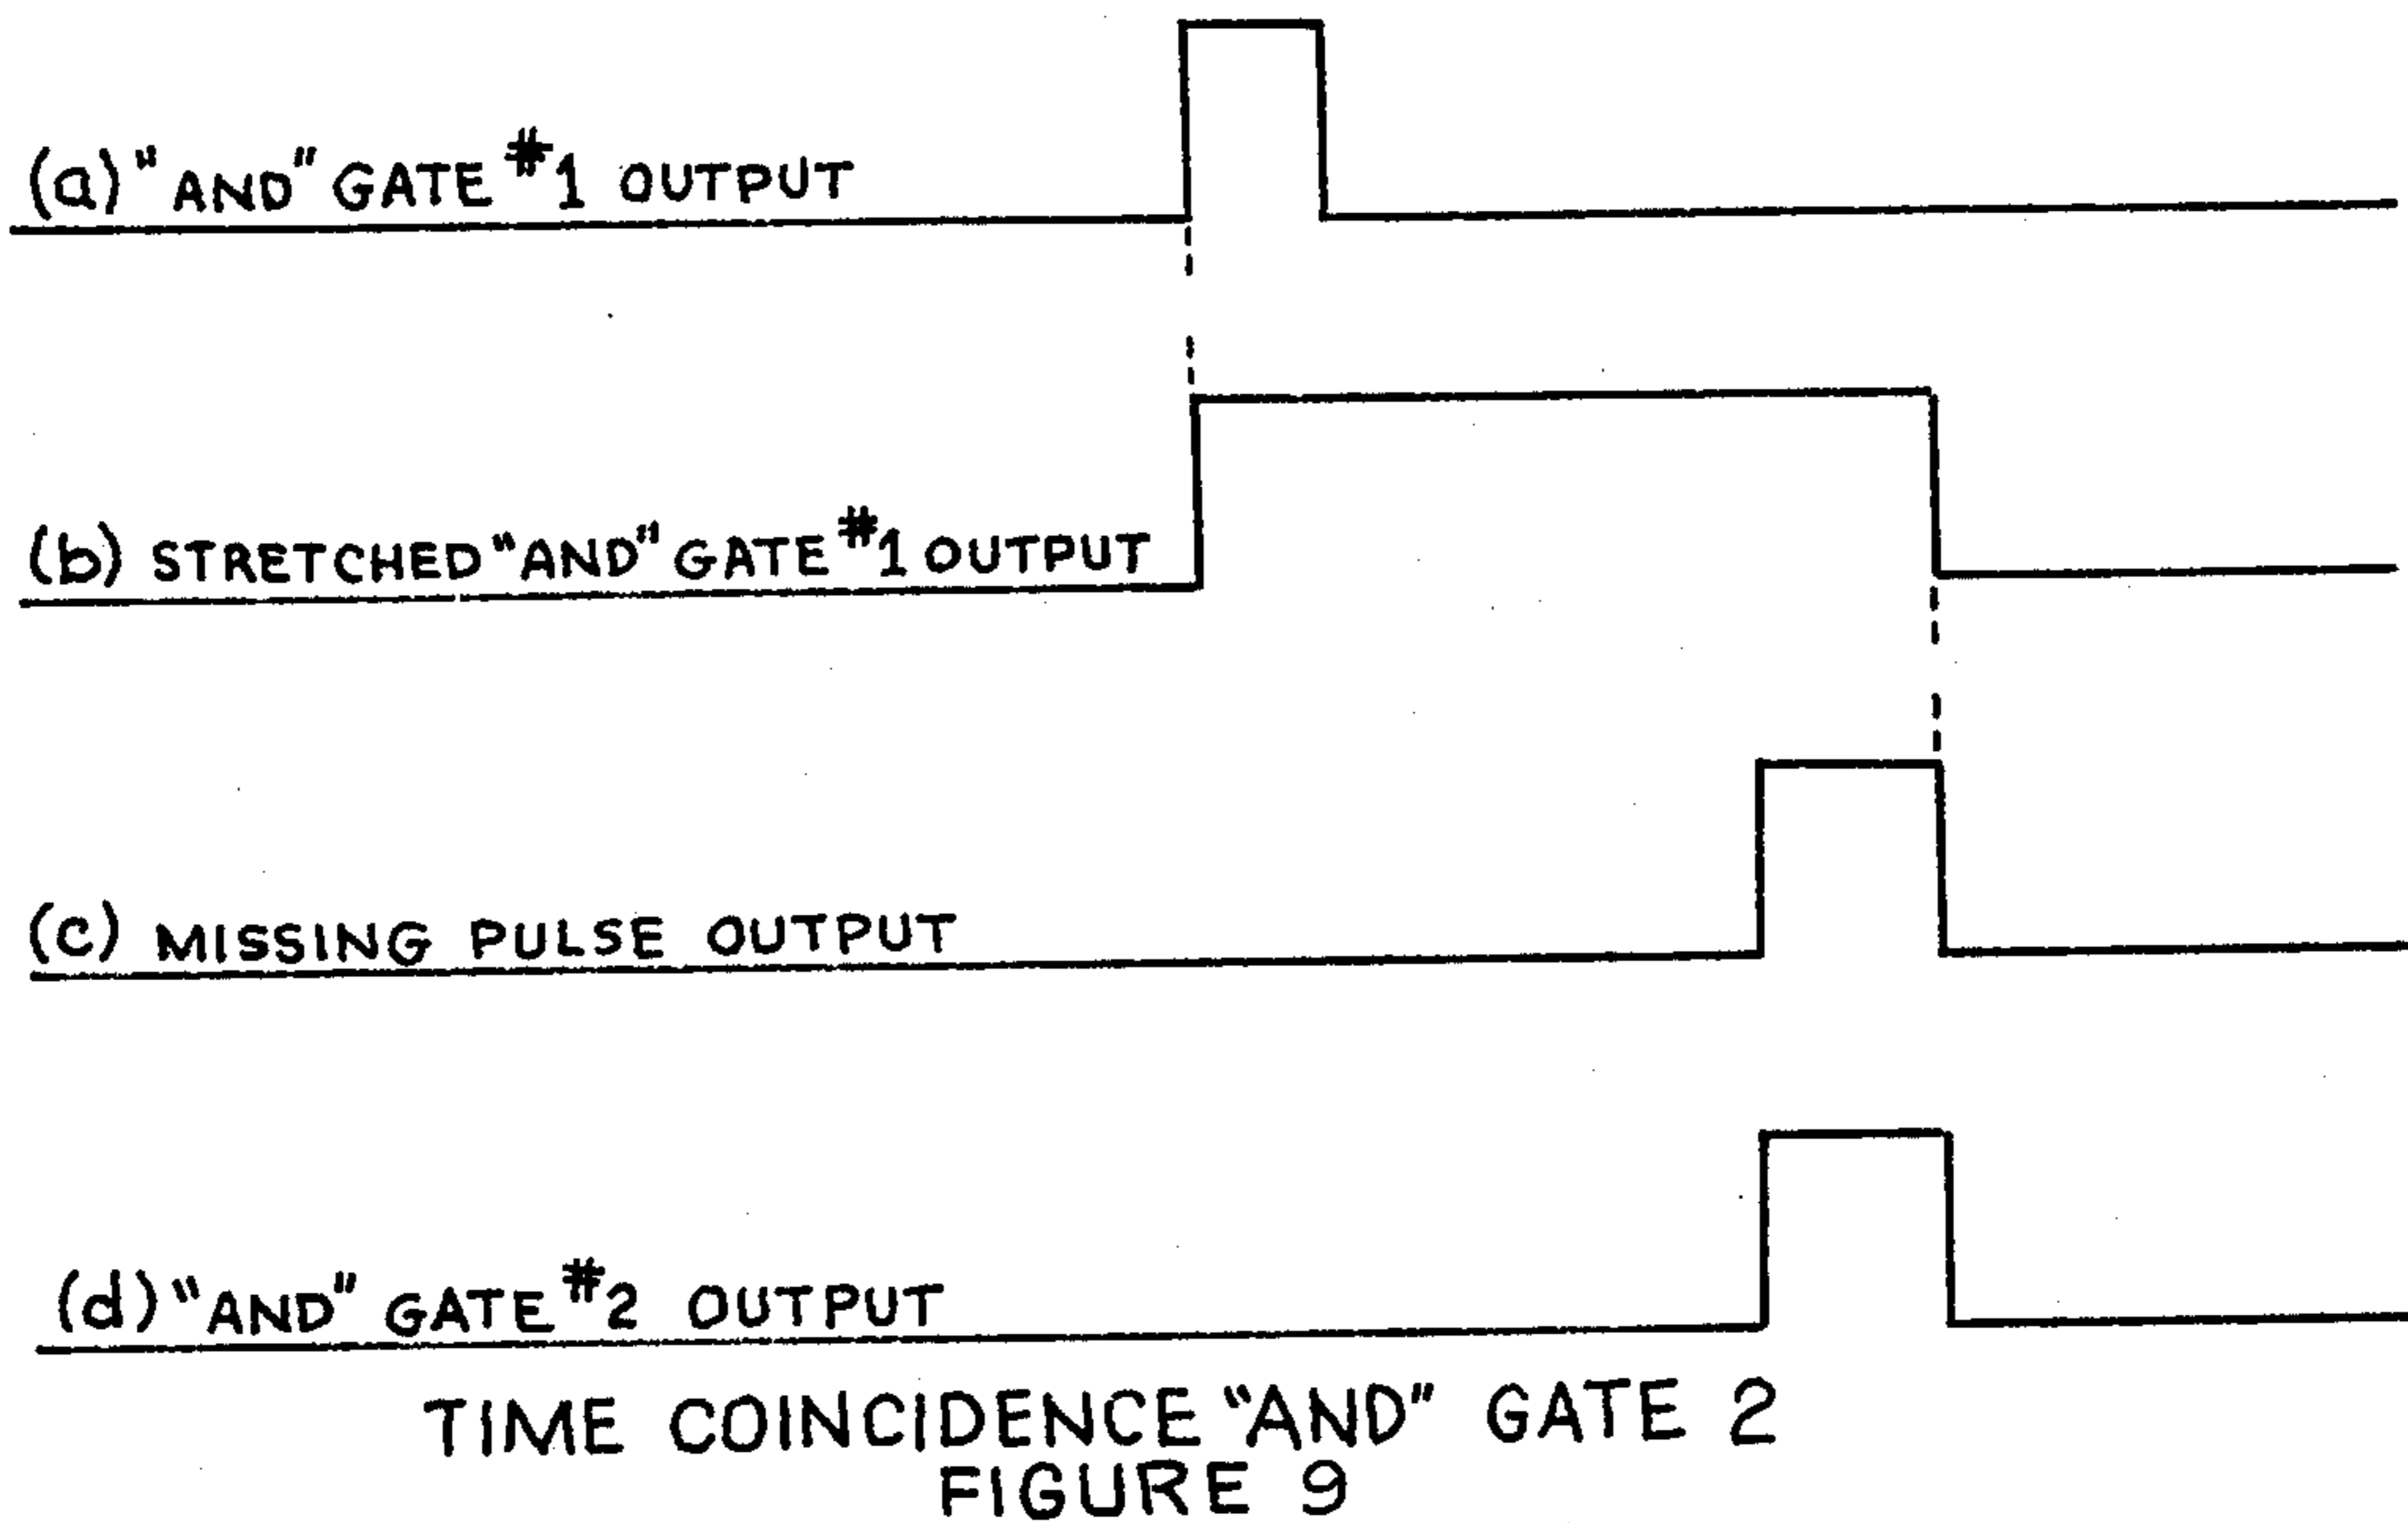 (a) "AND" GATE #1 OUTPUT
(b) STRETCHED "AND" GATE #1 OUTPUT
(c) MISSING PULSE OUTPUT
(d) "AND" GATE #2 OUTPUT
TIME COINCIDENCE "AND" GATE 2
FIGURE 9